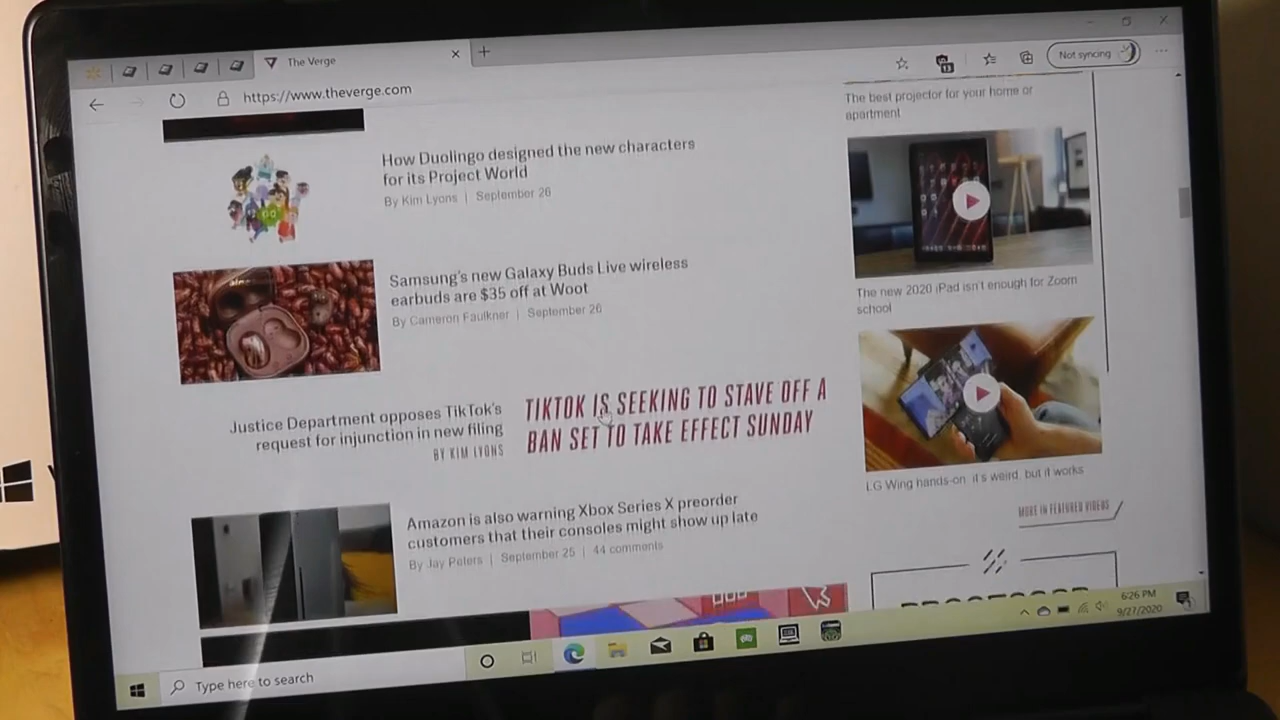 The Verge
Not syncing
https://www.theverge.com
13
The best projector for your home or
apartment
How Duolingo designed the new characters
for its Project World
By Kim Lyons | September 26
GO
Samsung's new Galaxy Buds Live wireless
earbuds are $35 off at Woot
By Cameron Faulkner | September 26
The new 2020 iPad isn't enough for Zoom
school
Justice Department opposes TikTok's
request for injunction in new filing
BY KIM LYONS
TIKTOK IS SEEKING TO STAVE OFF A
BAN SET TO TAKE EFFECT SUNDAY
LG Wing hands-on: it's weird, but it works
MORE IN FEATURED VIDEOS
Amazon is also warning Xbox Series X preorder
customers that their consoles might show up late
By Jay Peters | September 25 | 44 comments
6:26 PM
9/27/2020
Type here to search